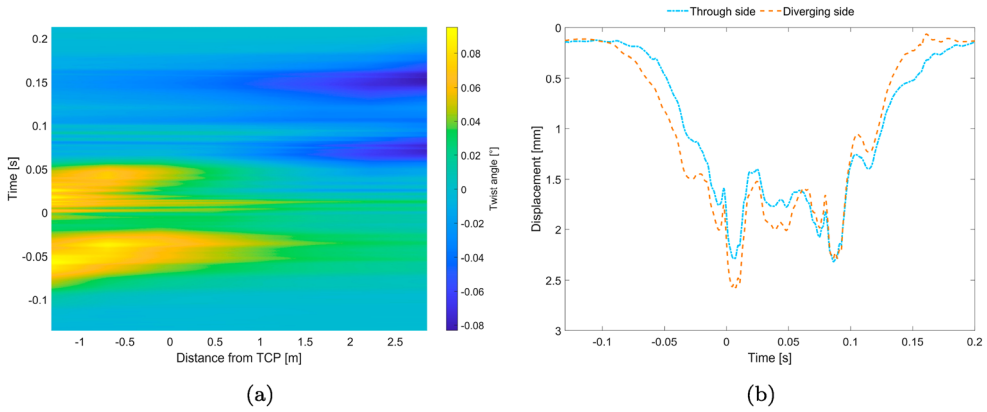 Through side Diverging side
0.2
0.15
0.1
0.05
0
-0.05
-0.1
Time [s]
-1 -0.5 0 0.5 1 1.5 2 2.5
Distance from TCP [m]
0.08
0.06
0.04
0.02
0
-0.02
-0.04
-0.06
-0.08
Twist angle [°]
(a)
0
0.5
1
1.5
2
2.5
3
Displacement [mm]
-0.1 -0.05 0 0.05 0.1 0.15 0.2
Time [s]
(b)